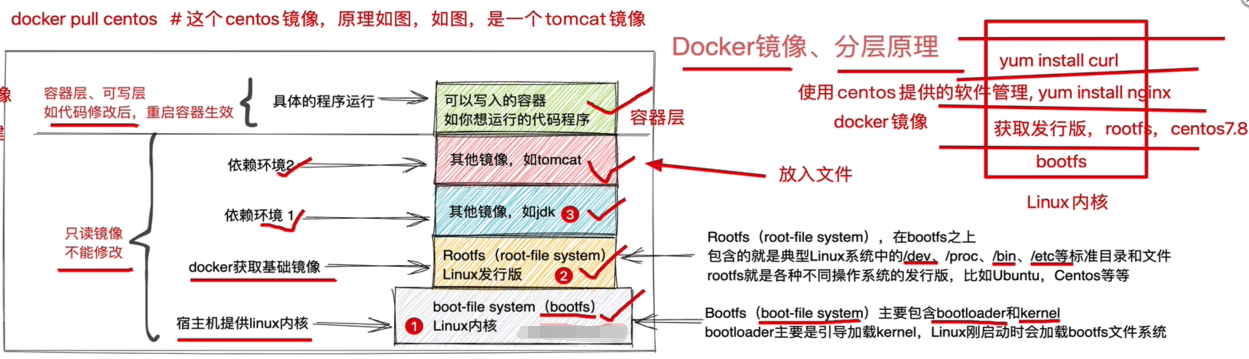 docker pull centos # 这个centos镜像，原理如图，如图，是一个tomcat镜像
Docker镜像、分层原理
yum install curl
使用centos提供的软件管理, yum install nginx
docker镜像
获取发行版，rootfs，centos7.8
bootfs
Linux内核
像
建
容器层、可写层
如代码修改后，重启容器生效
具体的程序运行
可以写入的容器
如你想运行的代码程序
容器层
依赖环境2
其他镜像，如tomcat
放入文件
依赖环境 1
其他镜像，如jdk 3
只读镜像
不能修改
docker获取基础镜像
Rootfs（root-file system）
Linux发行版 2
Rootfs（root-file system），在bootfs之上
包含的就是典型Linux系统中的/dev、/proc、/bin、/etc等标准目录和文件
rootfs就是各种不同操作系统的发行版，比如Ubuntu，Centos等等
宿主机提供linux内核
1
boot-file system（bootfs）
Linux内核
Bootfs（boot-file system）主要包含bootloader和kernel
bootloader主要是引导加载kernel，Linux刚启动时会加载bootfs文件系统